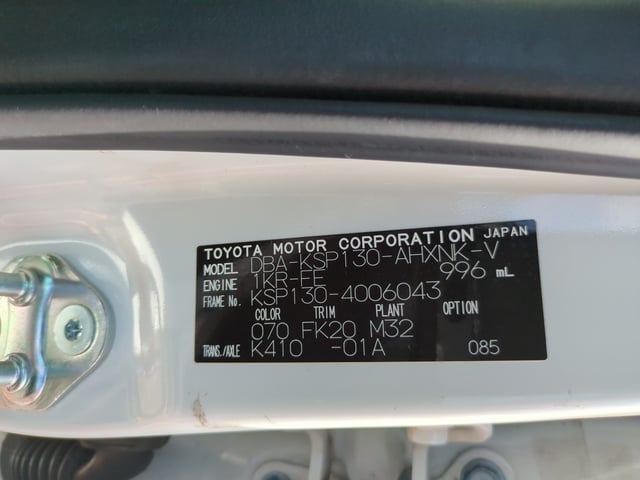 TOYOTA MOTOR CORPORATION JAPAN
MODEL DBA-KSP130-AHXNK-V
ENGINE 1KR-FE 996 mL
FRAME No. KSP130-4006043
COLOR TRIM PLANT OPTION
070 FK20 M32
TRANS./AXLE K410 -01A 085